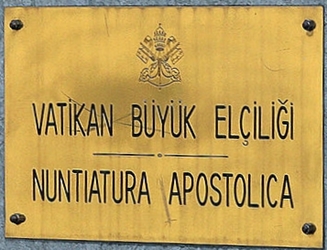 VATİKAN BÜYÜK ELÇİLİĞİ
NUNTIATURA APOSTOLICA